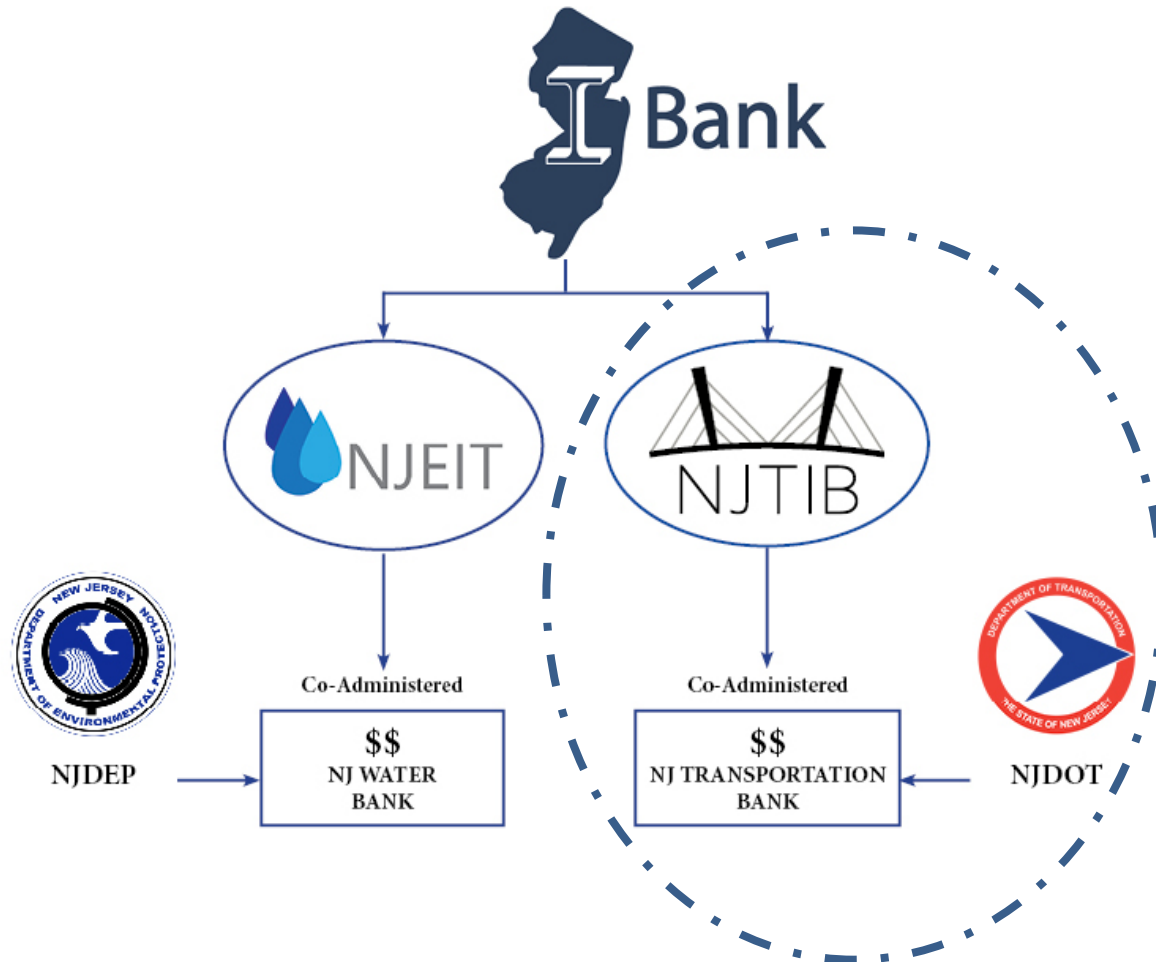 I Bank
NJEIT
NJTIB
NEW JERSEY
DEPARTMENT OF ENVIRONMENTAL PROTECTION
DEPARTMENT OF TRANSPORTATION
THE STATE OF NEW JERSEY
Co-Administered
Co-Administered
$$
NJ WATER
BANK
$$
NJ TRANSPORTATION
BANK
NJDEP
NJDOT